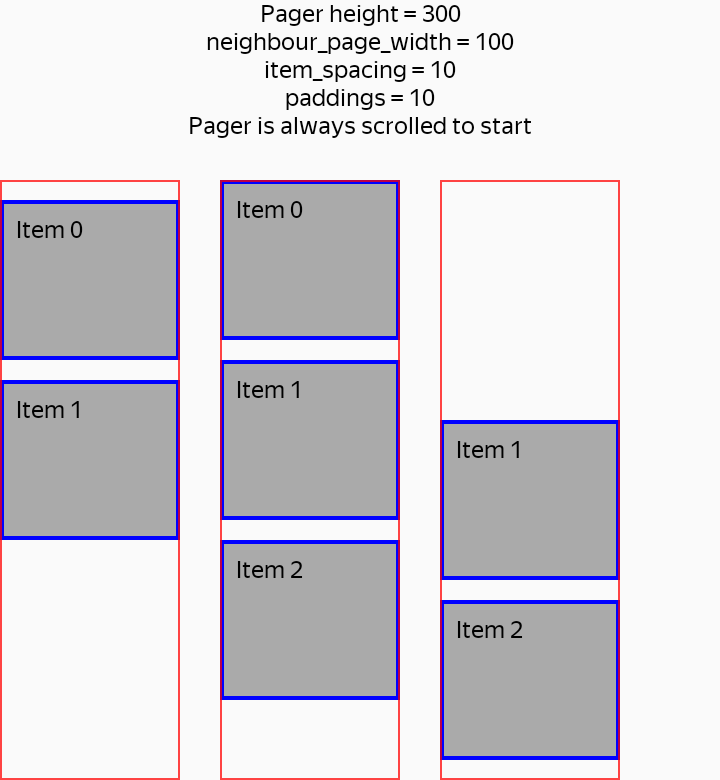 Pager height = 300
neighbour_page_width = 100
item_spacing = 10
paddings = 10
Pager is always scrolled to start
Item 0
Item 1
Item 0
Item 1
Item 2
Item 1
Item 2